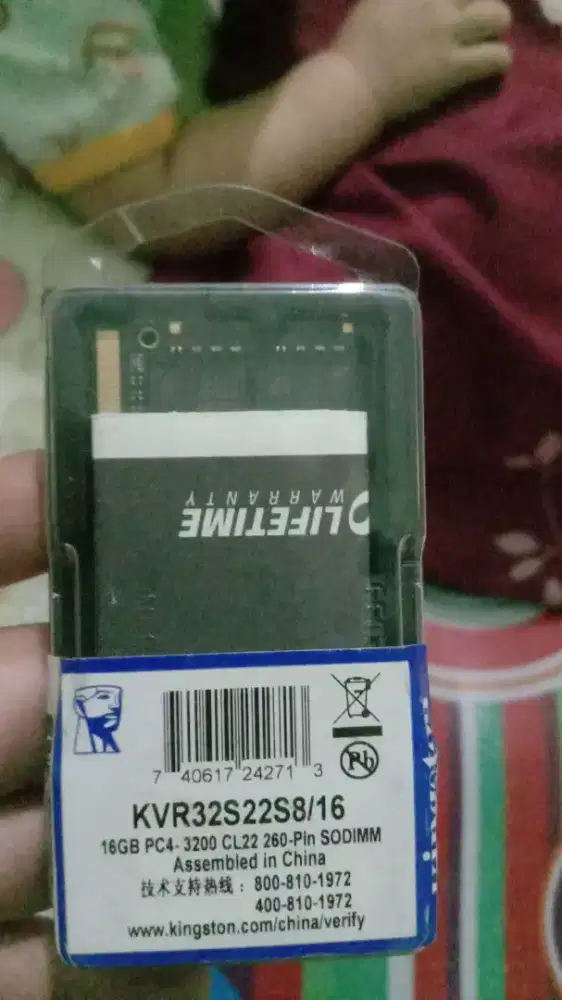 LIFETIME
WARRANTY
7 40617 24271 3
Pb
KVR32S22S8/16
16GB PC4- 3200 CL22 260-Pin SODIMM
Assembled in China
技术支持热线：800-810-1972
400-810-1972
www.kingston.com/china/verify
Kingston